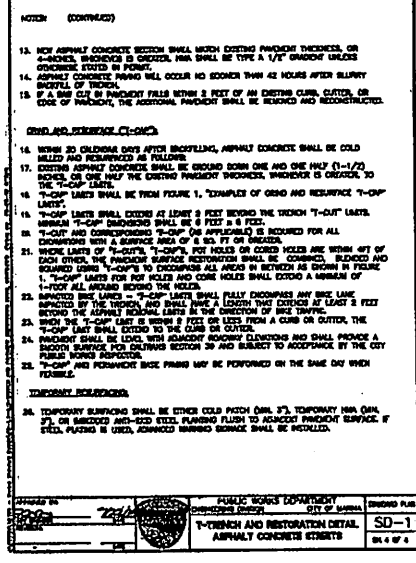 NOTES: (CONTINUED)
13. NEW ASPHALT CONCRETE SECTION SHALL MATCH EXISTING PAVEMENT THICKNESS, OR
4-INCHES, WHICHEVER IS GREATER. HMA SHALL BE TYPE A 1/2" GRADIENT UNLESS
OTHERWISE STATED IN PERMIT.
14. ASPHALT CONCRETE PAVING WILL OCCUR NO SOONER THAN 42 HOURS AFTER SLURRY
BACKFILL OF TRENCH.
15. IF A SAW CUT IN PAVEMENT FALLS WITHIN 2 FEET OF AN EXISTING CURB, GUTTER, OR
EDGE OF PAVEMENT, THE ADDITIONAL PAVEMENT SHALL BE REMOVED AND RECONSTRUCTED.
GRIND AND RESURFACE ("T-CAP").
16. WITHIN 30 CALENDAR DAYS AFTER BACKFILLING, ASPHALT CONCRETE SHALL BE COLD
MILLED AND RESURFACED AS FOLLOWS:
17. EXISTING ASPHALT CONCRETE SHALL BE GROUND DOWN ONE AND ONE HALF (1-1/2)
INCHES, OR ONE HALF THE EXISTING PAVEMENT THICKNESS, WHICHEVER IS GREATER, TO
THE "T-CAP" LIMITS.
18. "T-CAP" LIMITS SHALL BE FROM FIGURE 1, "EXAMPLES OF GRIND AND RESURFACE "T-CAP"
LIMITS".
19. "T-CAP" LIMITS SHALL EXTEND AT LEAST 2 FEET BEYOND THE TRENCH "T-CUT" LIMITS.
MINIMUM "T-CAP" DIMENSIONS SHALL BE 6 FEET x 6 FEET.
20. "T-CUT" AND CORRESPONDING "T-CAP" (AS APPLICABLE) IS REQUIRED FOR ALL
EXCAVATIONS WITH A SURFACE AREA OF 6 SQ. FT OR GREATER.
21. WHERE LIMITS OF "T-CUT"S, "T-CAP"S, POT HOLES OR CORED HOLES ARE WITHIN 4FT OF
EACH OTHER, THE PAVEMENT SURFACE RESTORATION SHALL BE COMBINED, BLENDED AND
SQUARED USING "T-CAP"S TO ENCOMPASS ALL AREAS IN BETWEEN AS SHOWN IN FIGURE
1. "T-CAP" LIMITS FOR POT HOLES AND CORE HOLES SHALL EXTEND A MINIMUM OF
1-FOOT ALL AROUND BEYOND THE HOLES.
22. IMPACTED BIKE LANES - "T-CAP" LIMITS SHALL FULLY ENCOMPASS ANY BIKE LANE
IMPACTED BY THE TRENCH, AND SHALL HAVE A LENGTH THAT EXTENDS AT LEAST 2 FEET
BEYOND THE ASPHALT REMOVAL LIMITS IN THE DIRECTION OF BIKE TRAFFIC.
23. WHEN THE "T-CAP" LIMIT IS WITHIN 2 FEET OR LESS FROM A CURB OR GUTTER, THE
"T-CAP" LIMIT SHALL EXTEND TO THE CURB OR GUTTER.
24. PAVEMENT SHALL BE LEVEL WITH ADJACENT ROADWAY ELEVATIONS AND SHALL PROVIDE A
SMOOTH SURFACE PER CALTRANS SECTION 39 AND SUBJECT TO ACCEPTANCE BY THE CITY
PUBLIC WORKS INSPECTOR.
25. "T-CAP" AND PERMANENT BASE PAVING MAY BE PERFORMED ON THE SAME DAY WHEN
FEASIBLE.
TEMPORARY RESURFACING
26. TEMPORARY SURFACING SHALL BE EITHER COLD PATCH (MIN. 3"), TEMPORARY HMA (MIN.
3"), OR EMBEDDED ANTI-SKID STEEL PLANTING FLUSH TO ADJACENT PAVEMENT SURFACE. IF
STEEL PLATING IS USED, ADVANCED WARNING SIGNAGE SHALL BE INSTALLED.
APPROVED BY:
PUBLIC WORKS DEPARTMENT
ENGINEERING DIVISION CITY OF MARINA
T-TRENCH AND RESTORATION DETAIL
ASPHALT CONCRETE STREETS
STANDARD PLAN
SD-1
SH. 4 OF 4